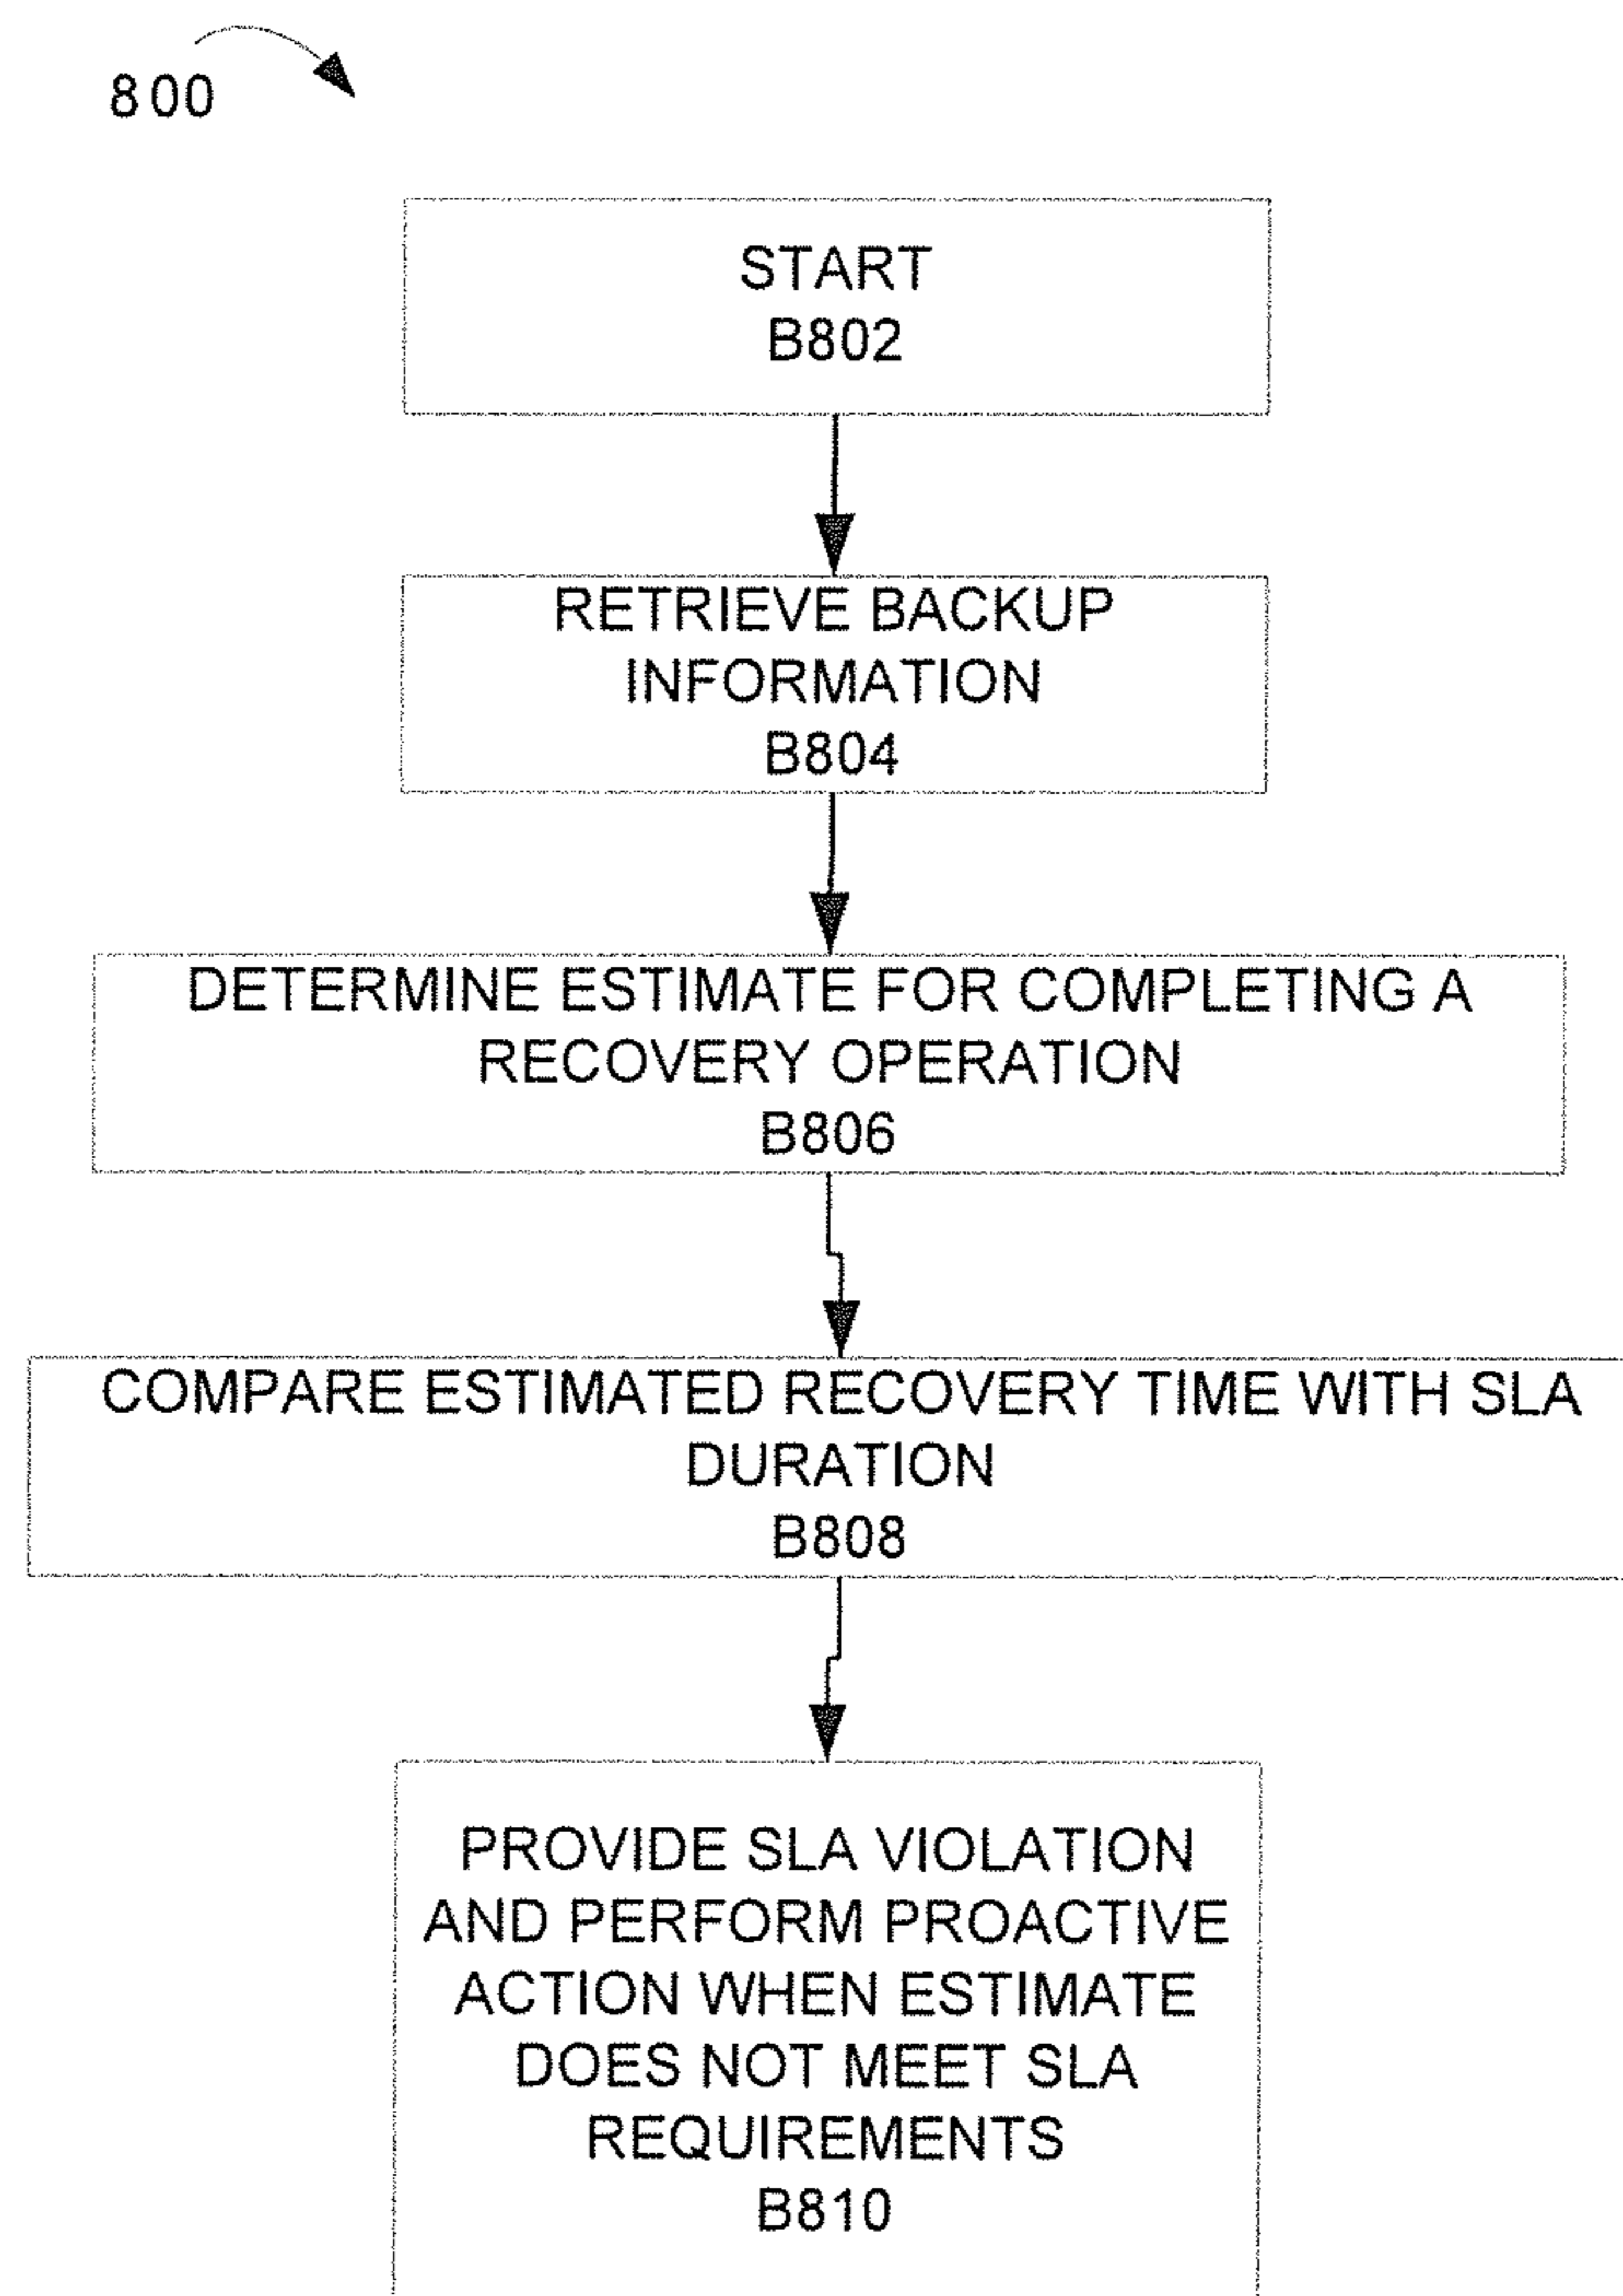 800
START
B802
RETRIEVE BACKUP
INFORMATION
B804
DETERMINE ESTIMATE FOR COMPLETING A
RECOVERY OPERATION
B806
COMPARE ESTIMATED RECOVERY TIME WITH SLA
DURATION
B808
PROVIDE SLA VIOLATION
AND PERFORM PROACTIVE
ACTION WHEN ESTIMATE
DOES NOT MEET SLA
REQUIREMENTS
B810